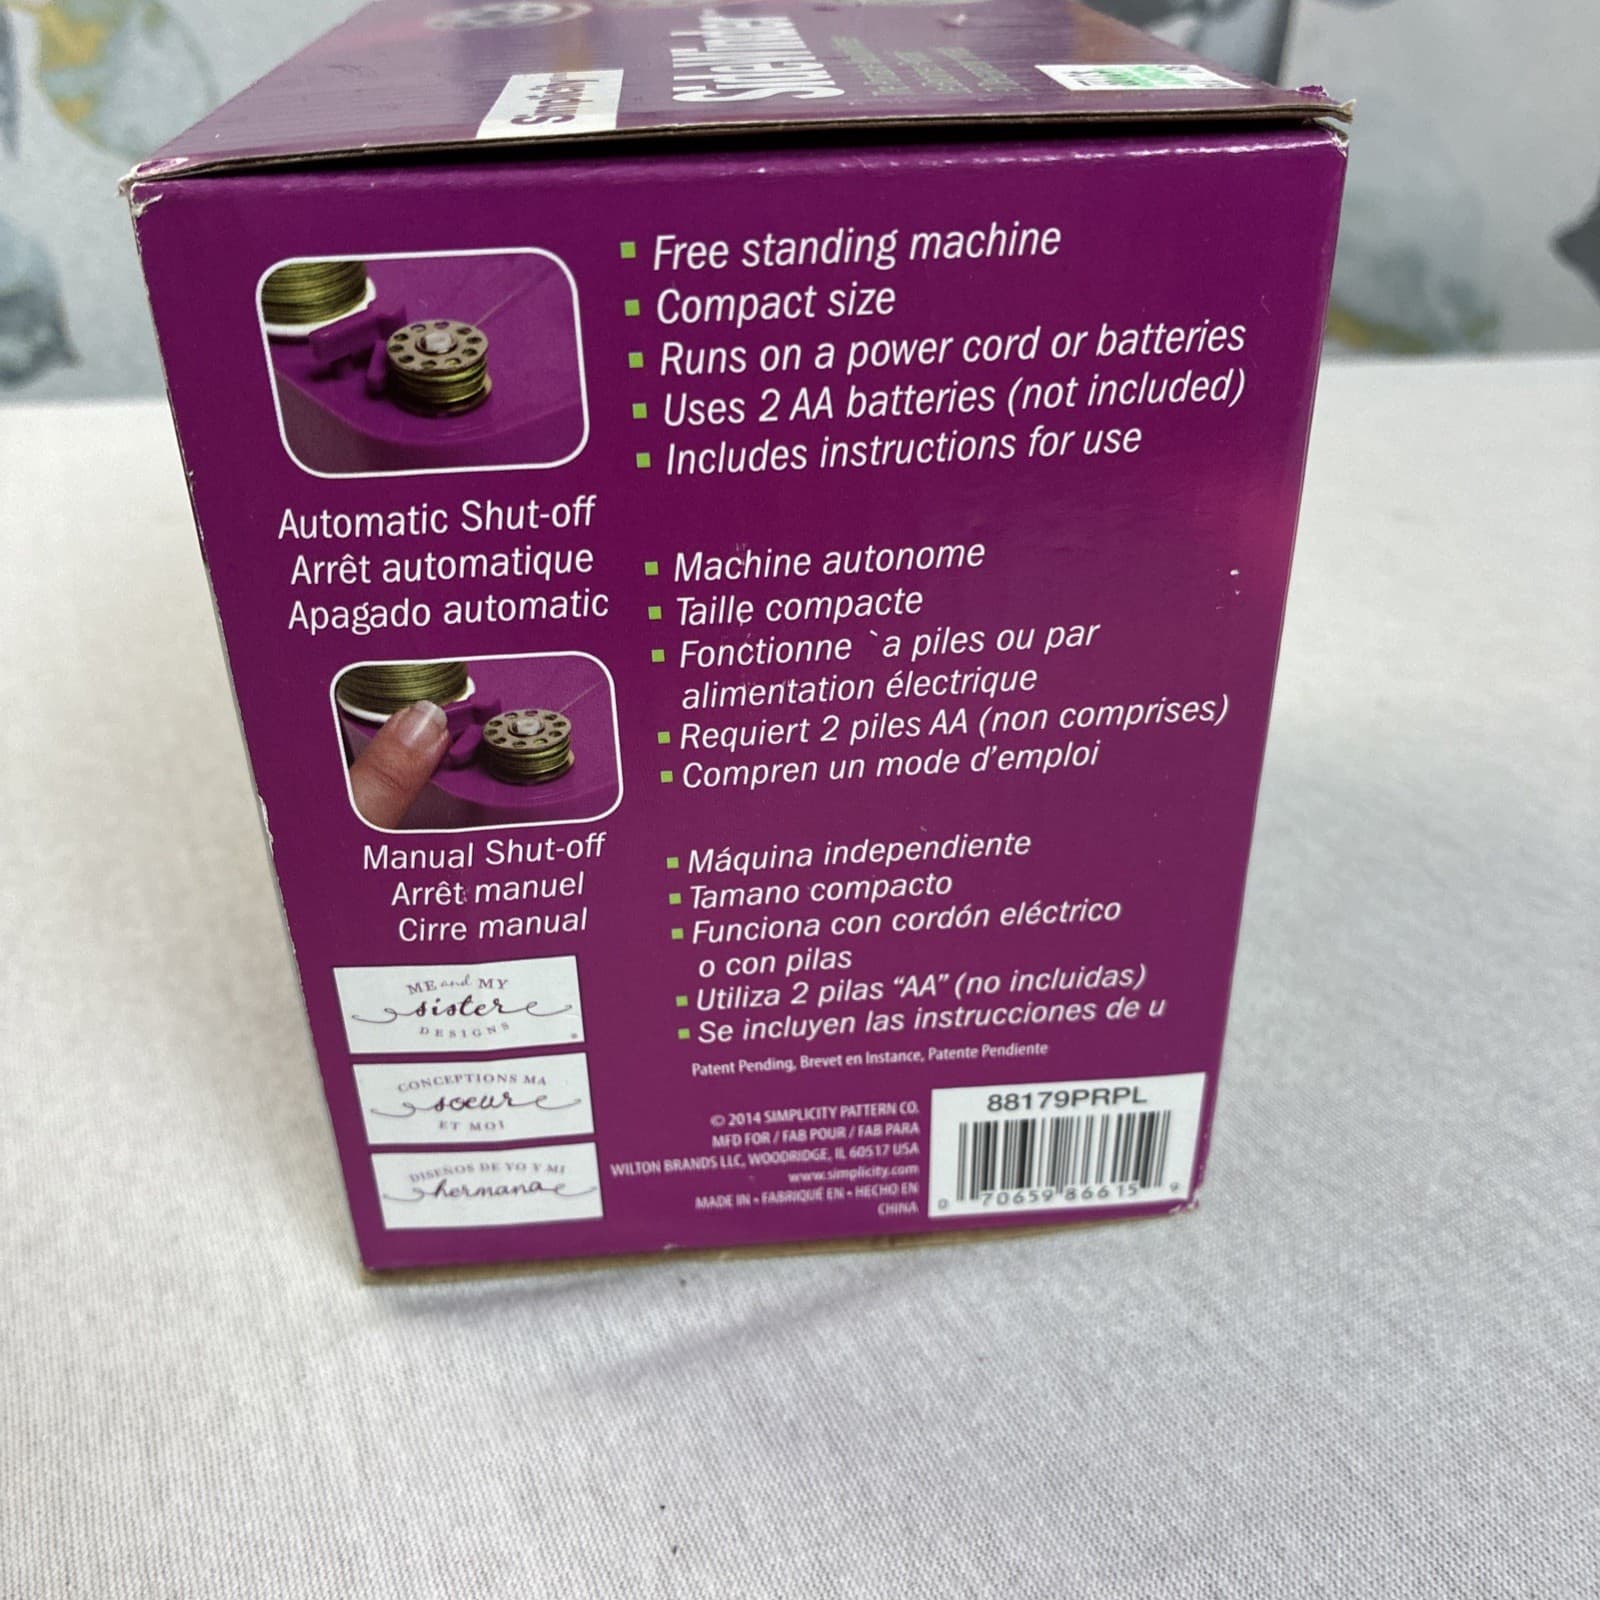 Simplicity
SideWinder
Free standing machine
Compact size
Runs on a power cord or batteries
Uses 2 AA batteries (not included)
Includes instructions for use
Automatic Shut-off
Arrêt automatique
Apagado automatic
Machine autonome
Taille compacte
Fonctionne `a piles ou par
alimentation électrique
Requiert 2 piles AA (non comprises)
Compren un mode d'emploi
Manual Shut-off
Arrêt manuel
Cirre manual
Máquina independiente
Tamano compacto
Funciona con cordón eléctrico
o con pilas
Utiliza 2 pilas "AA" (no incluidas)
Se incluyen las instrucciones de u
Patent Pending, Brevet en Instance, Patente Pendiente
ME and MY
sister
DESIGNS
CONCEPTIONS MA
soeur
ET MOI
DISEÑOS DE YO Y MI
hermana
© 2014 SIMPLICITY PATTERN CO.
MFD FOR / FAB POUR / FAB PARA
WILTON BRANDS LLC, WOODRIDGE, IL 60517 USA
www.simplicity.com
MADE IN • FABRIQUÉ EN • HECHO EN
CHINA
88179PRPL
0 70659 86615 9